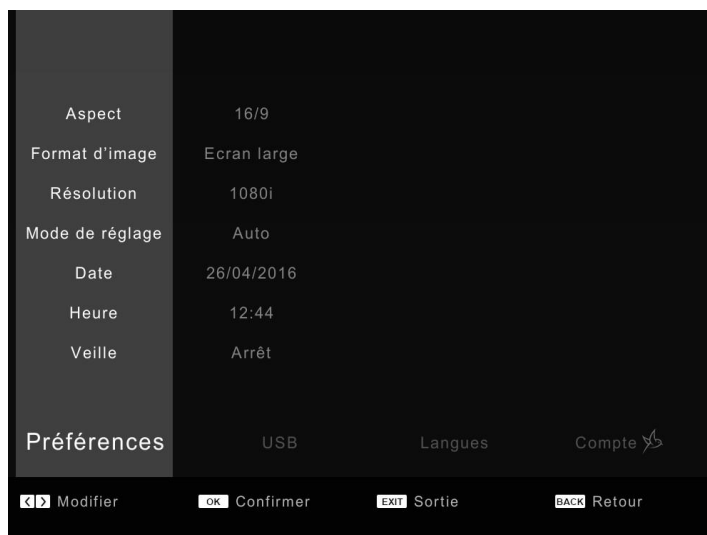 Aspect 16/9
Format d'image Ecran large
Résolution 1080i
Mode de réglage Auto
Date 26/04/2016
Heure 12:44
Veille Arrêt
Préférences USB Langues Compte
< > Modifier OK Confirmer EXIT Sortie BACK Retour